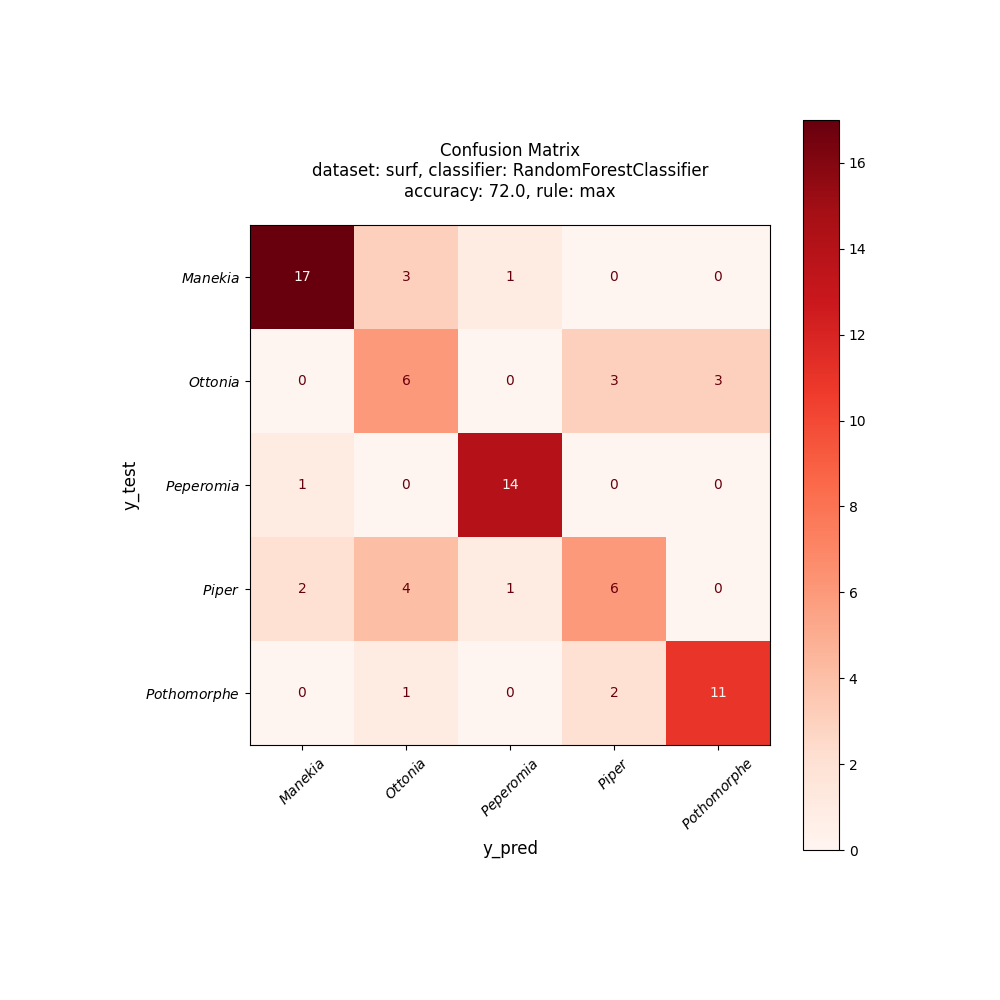 Confusion Matrix
dataset: surf, classifier: RandomForestClassifier
accuracy: 72.0, rule: max
y_test
Manekia 17 3 1 0 0
Ottonia 0 6 0 3 3
Peperomia 1 0 14 0 0
Piper 2 4 1 6 0
Pothomorphe 0 1 0 2 11
Manekia Ottonia Peperomia Piper Pothomorphe
y_pred
16
14
12
10
8
6
4
2
0